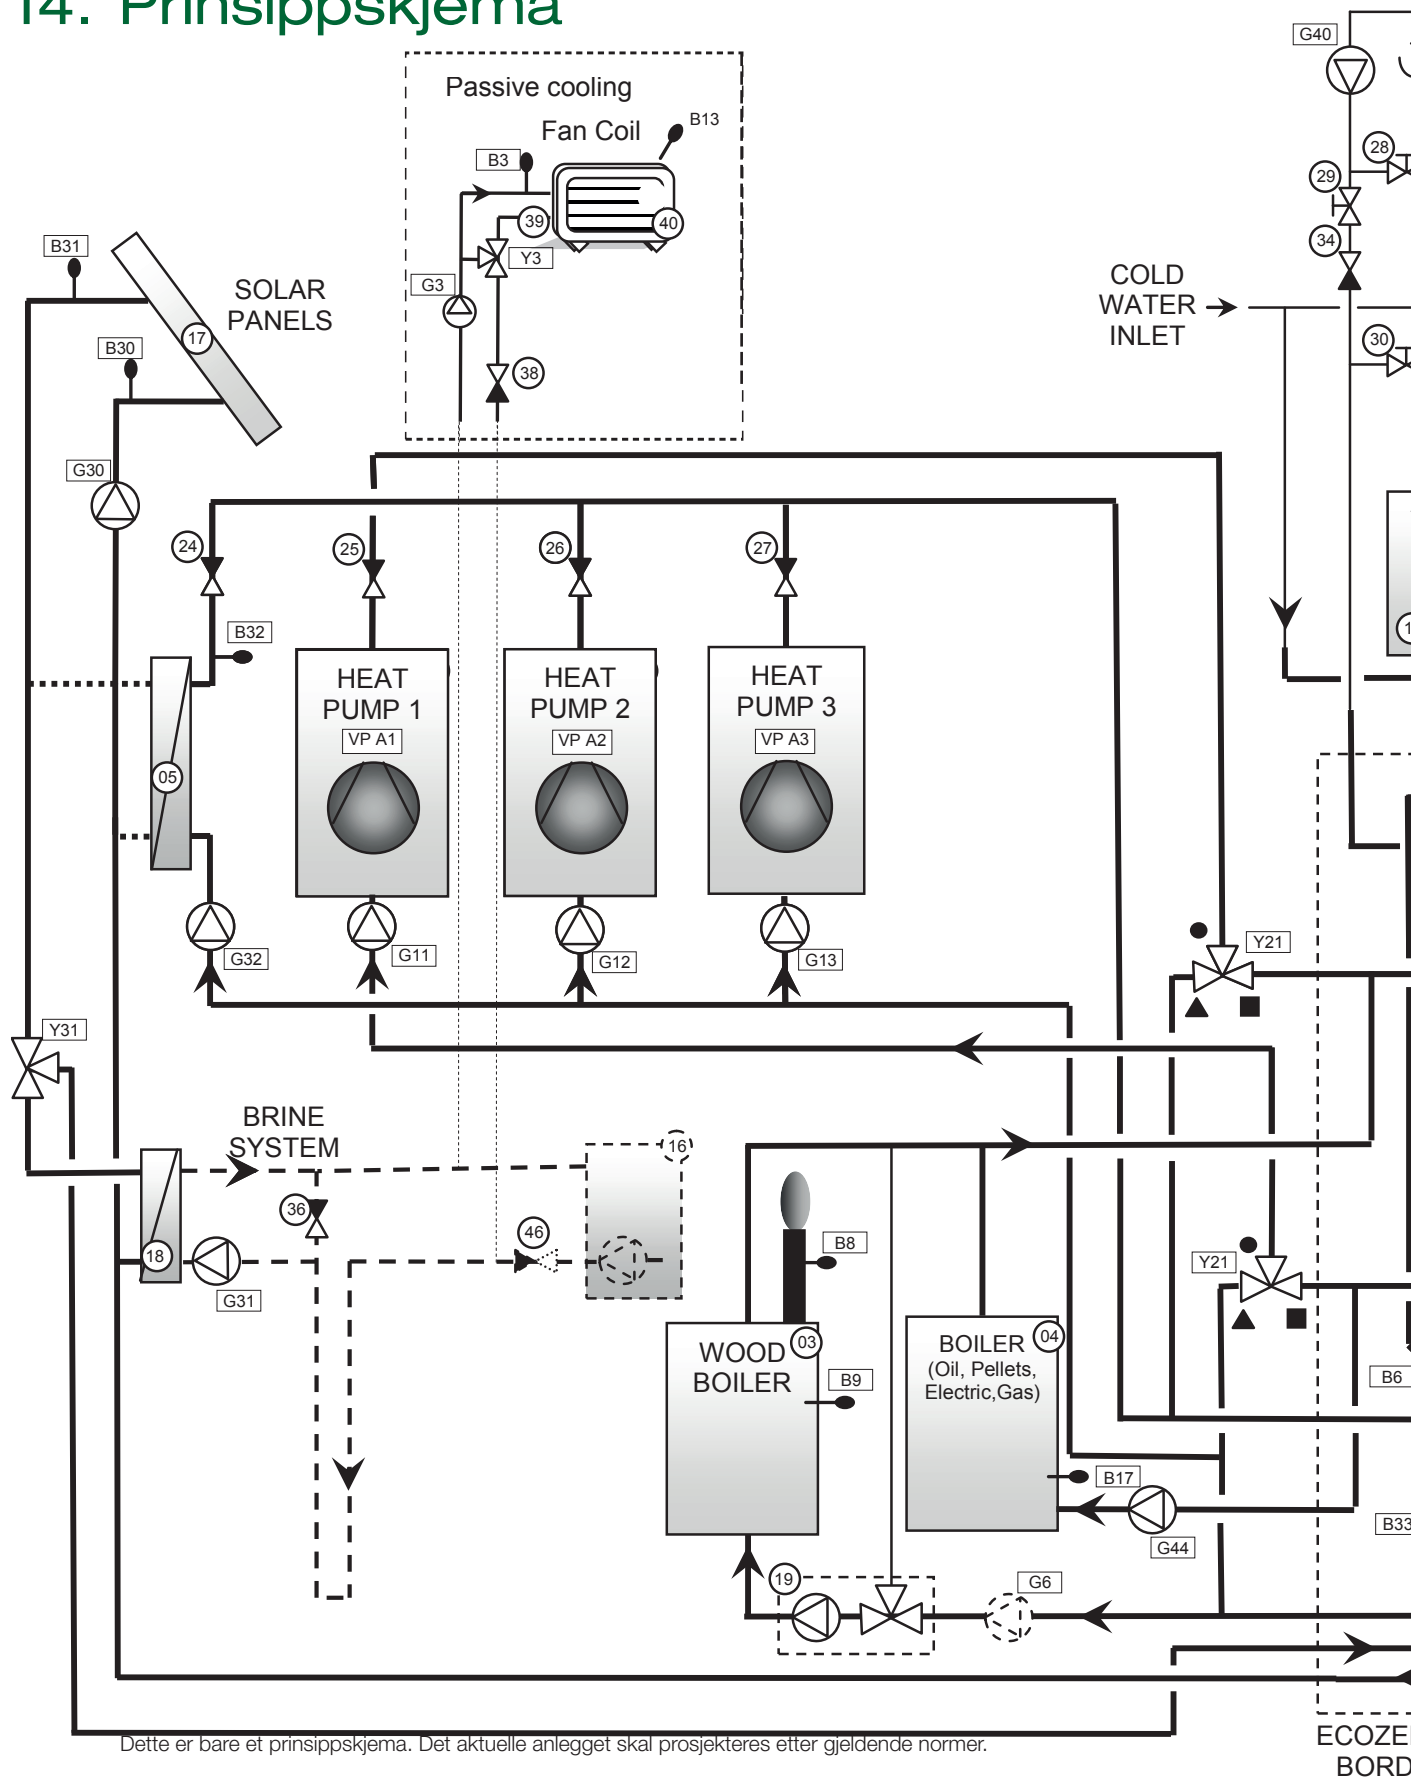 14. Prinsippskjema
G40
Passive cooling
Fan Coil
B13
B3
28
29
39
40
Y3
34
B31
G3
SOLAR
PANELS
COLD
WATER
INLET
17
B30
30
38
G30
24
25
26
27
B32
HEAT
PUMP 1
VP A1
HEAT
PUMP 2
VP A2
HEAT
PUMP 3
VP A3
05
G32
G11
G12
G13
Y21
Y31
BRINE
SYSTEM
16
36
46
18
G31
B8
Y21
WOOD
BOILER
03
B9
BOILER
(Oil, Pellets,
Electric,Gas)
04
B6
B17
B33
G44
19
G6
Dette er bare et prinsippskjema. Det aktuelle anlegget skal prosjekteres etter gjeldende normer.